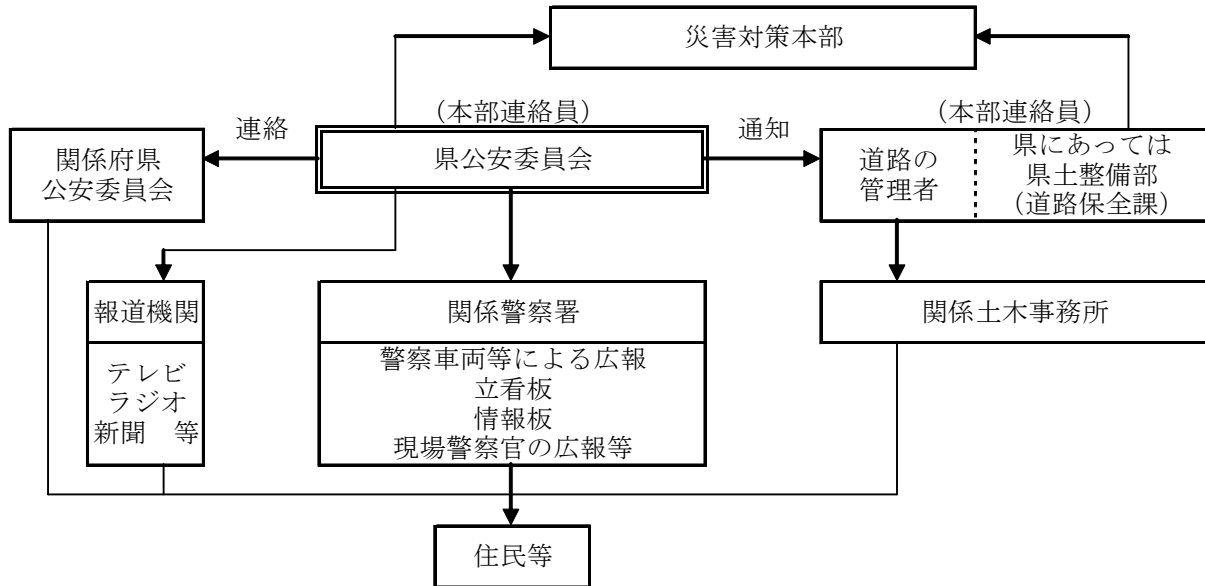 災害対策本部
（本部連絡員）
（本部連絡員）
連絡
通知
関係府県
公安委員会
県公安委員会
道路の
管理者
県にあっては
県土整備部
（道路保全課）
報道機関
テレビ
ラジオ
新聞　等
関係警察署
警察車両等による広報
立看板
情報板
現場警察官の広報等
関係土木事務所
住民等